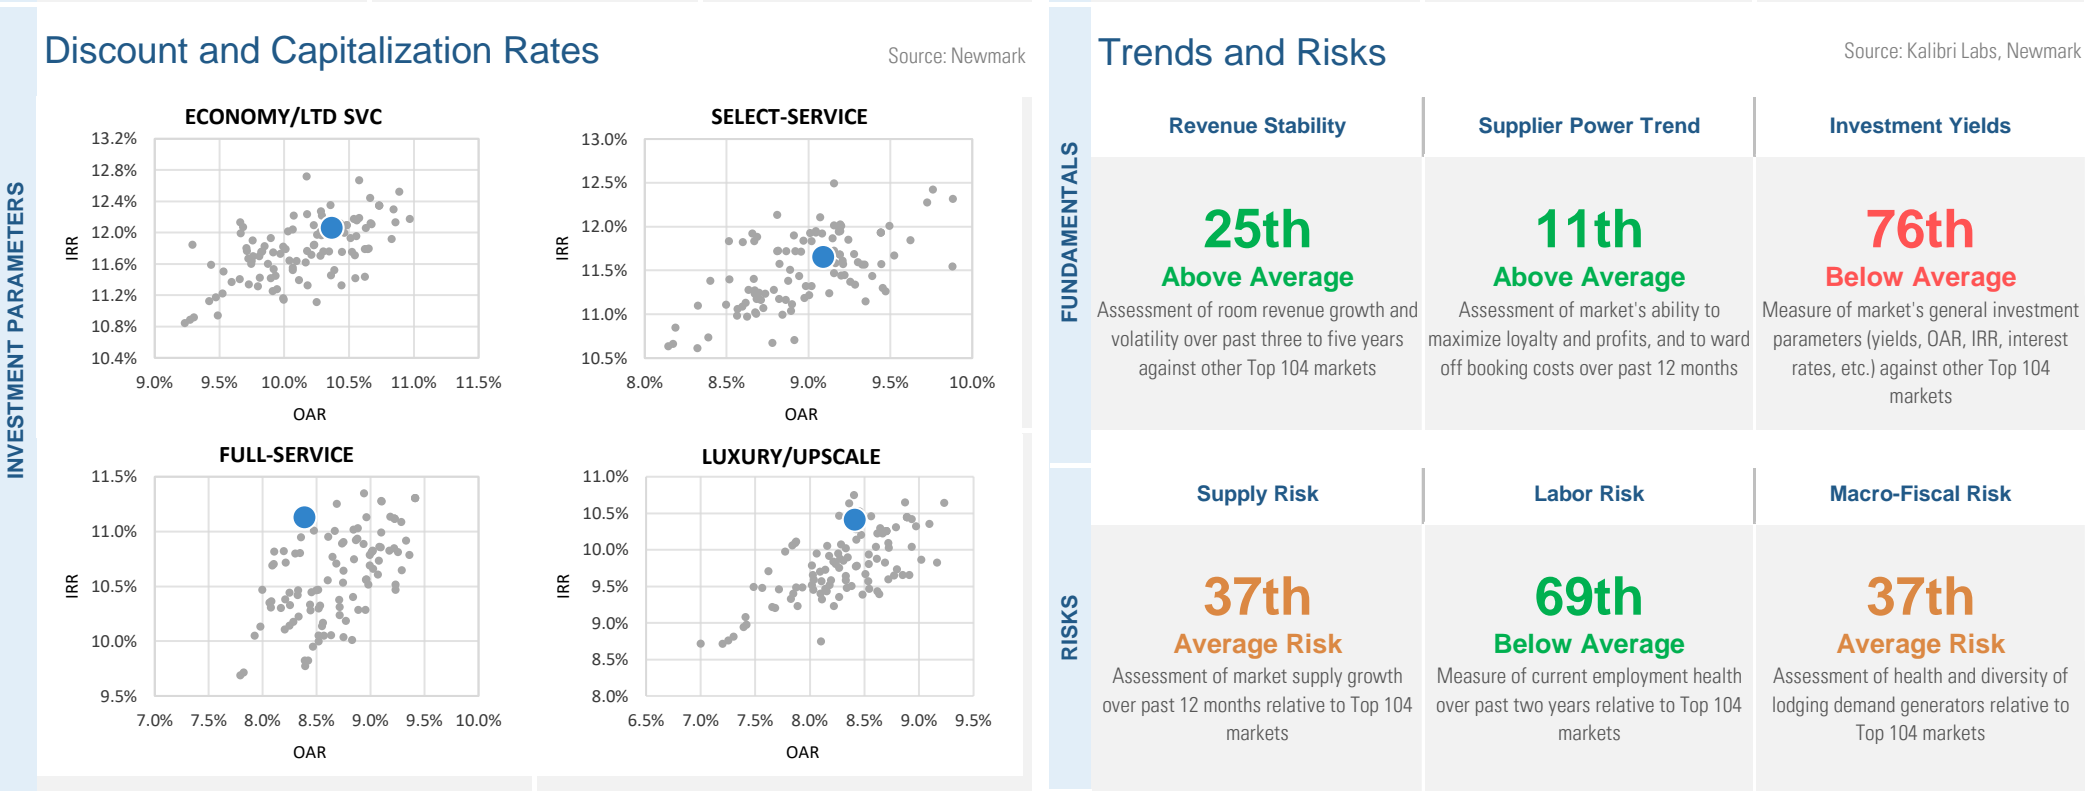 Discount and Capitalization Rates
Source: Newmark
INVESTMENT PARAMETERS
ECONOMY/LTD SVC
13.2%
12.8%
12.4%
12.0%
11.6%
11.2%
10.8%
10.4%
IRR
9.0% 9.5% 10.0% 10.5% 11.0% 11.5%
OAR
SELECT-SERVICE
13.0%
12.5%
12.0%
11.5%
11.0%
10.5%
IRR
8.0% 8.5% 9.0% 9.5% 10.0%
OAR
FULL-SERVICE
11.5%
11.0%
10.5%
10.0%
9.5%
IRR
7.0% 7.5% 8.0% 8.5% 9.0% 9.5% 10.0%
OAR
LUXURY/UPSCALE
11.0%
10.5%
10.0%
9.5%
9.0%
8.5%
8.0%
IRR
6.5% 7.0% 7.5% 8.0% 8.5% 9.0% 9.5%
OAR
Trends and Risks
Source: Kalibri Labs, Newmark
FUNDAMENTALS
Revenue Stability
25th
Above Average
Assessment of room revenue growth and
volatility over past three to five years
against other Top 104 markets
Supplier Power Trend
11th
Above Average
Assessment of market's ability to
maximize loyalty and profits, and to ward
off booking costs over past 12 months
Investment Yields
76th
Below Average
Measure of market's general investment
parameters (yields, OAR, IRR, interest
rates, etc.) against other Top 104
markets
RISKS
Supply Risk
37th
Average Risk
Assessment of market supply growth
over past 12 months relative to Top 104
markets
Labor Risk
69th
Below Average
Measure of current employment health
over past two years relative to Top 104
markets
Macro-Fiscal Risk
37th
Average Risk
Assessment of health and diversity of
lodging demand generators relative to
Top 104 markets